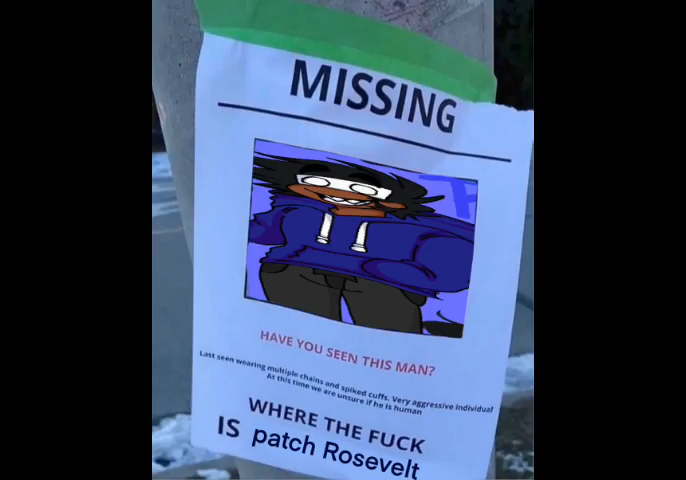 MISSING
HAVE YOU SEEN THIS MAN?
Last seen wearing multiple chains and spiked cuffs. Very aggressive individual
At this time we are unsure if he is human
WHERE THE FUCK
IS patch Rosevelt